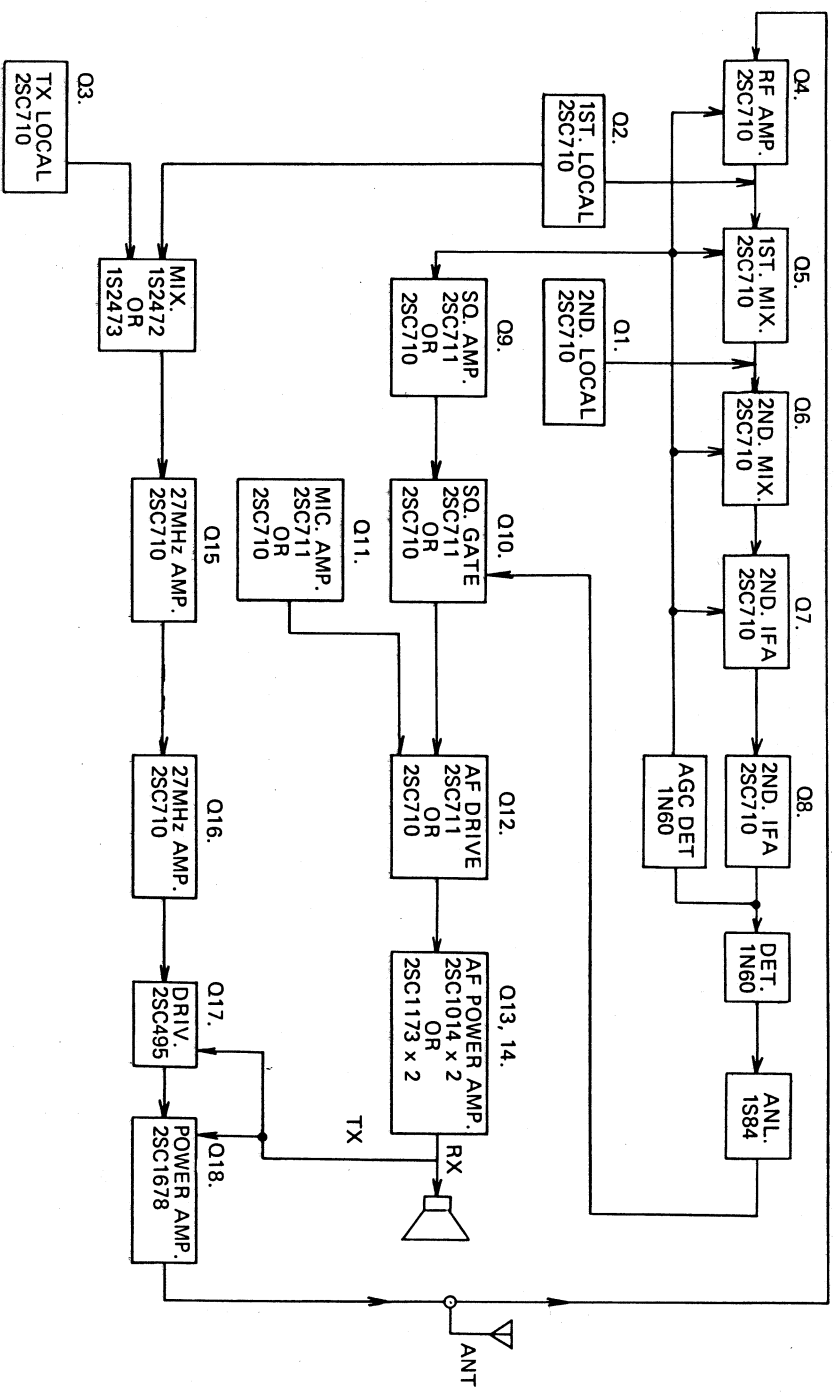 Q4.
RF AMP.
2SC710
Q5.
1ST. MIX.
2SC710
Q6.
2ND. MIX.
2SC710
Q7.
2ND. IFA
2SC710
Q8.
2ND. IFA
2SC710
DET.
1N60
ANL.
1S84
AGC DET
1N60
Q2.
1ST. LOCAL
2SC710
Q1.
2ND. LOCAL
2SC710
Q9.
SQ. AMP.
2SC711
OR
2SC710
Q10.
SQ. GATE
2SC711
OR
2SC710
Q12.
AF DRIVE
2SC711
OR
2SC710
Q13, 14.
AF POWER AMP.
2SC1014 x 2
OR
2SC1173 x 2
RX
TX
ANT
Q11.
MIC. AMP.
2SC711
OR
2SC710
Q3.
TX LOCAL
2SC710
MIX.
1S2472
OR
1S2473
Q15
27MHz AMP.
2SC710
Q16.
27MHz AMP.
2SC710
Q17.
DRIV.
2SC495
Q18.
POWER AMP.
2SC1678